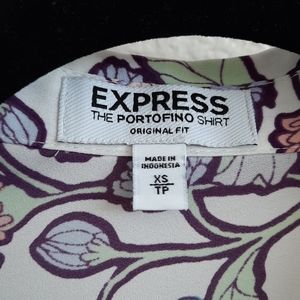 EXPRESS
THE PORTOFINO SHIRT
ORIGINAL FIT
MADE IN
INDONESIA
XS
TP